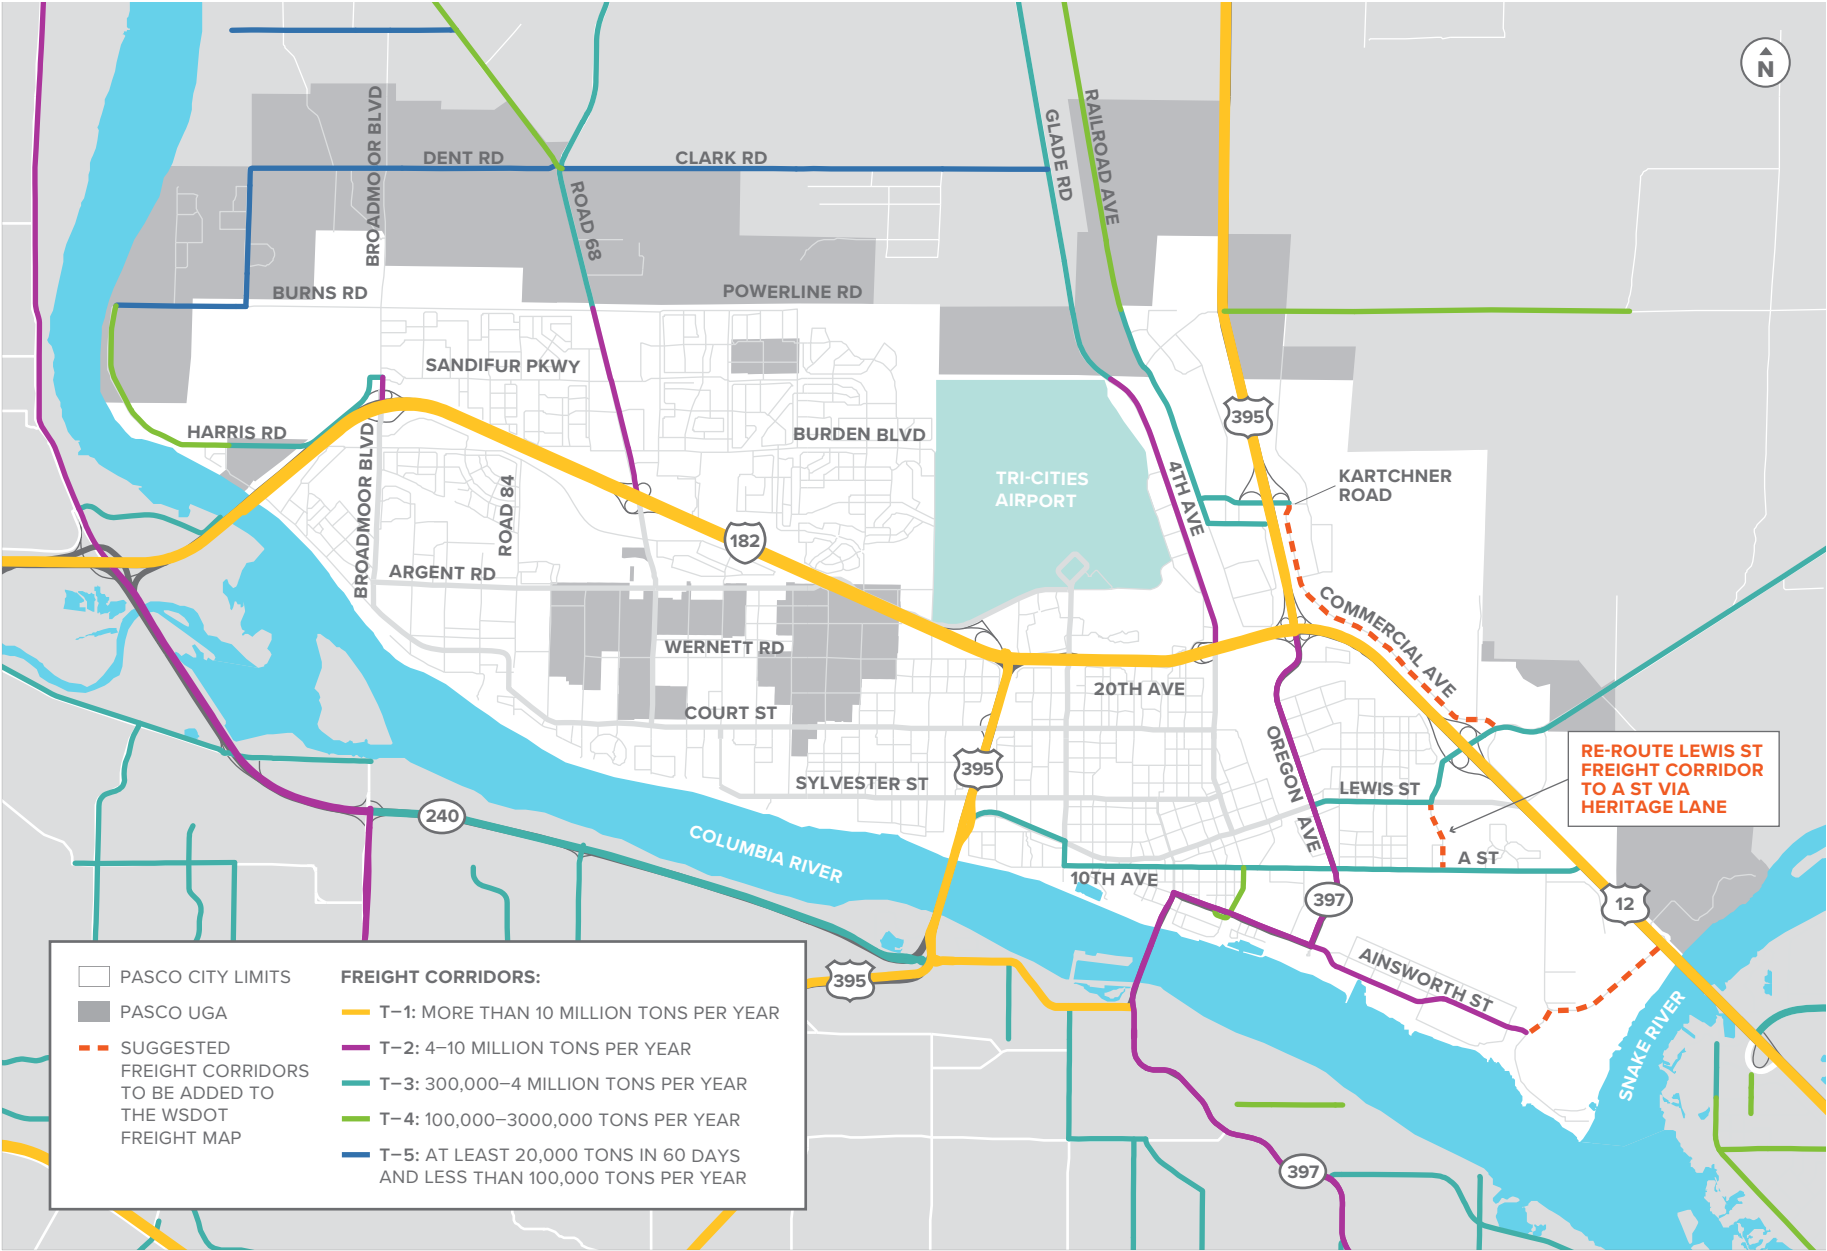 N
BROADMOOR BLVD
DENT RD
CLARK RD
GLADE RD
RAILROAD AVE
ROAD 68
BURNS RD
POWERLINE RD
SANDIFUR PKWY
HARRIS RD
BURDEN BLVD
395
TRI-CITIES
AIRPORT
4TH AVE
KARTCHNER
ROAD
BROADMOOR BLVD
ROAD 84
182
ARGENT RD
COMMERCIAL AVE
WERNETT RD
20TH AVE
COURT ST
OREGON AVE
395
SYLVESTER ST
LEWIS ST
RE-ROUTE LEWIS ST
FREIGHT CORRIDOR
TO A ST VIA
HERITAGE LANE
240
COLUMBIA RIVER
A ST
10TH AVE
397
12
AINSWORTH ST
395
SNAKE RIVER
397
PASCO CITY LIMITS
PASCO UGA
SUGGESTED
FREIGHT CORRIDORS
TO BE ADDED TO
THE WSDOT
FREIGHT MAP
FREIGHT CORRIDORS:
T–1: MORE THAN 10 MILLION TONS PER YEAR
T–2: 4–10 MILLION TONS PER YEAR
T–3: 300,000–4 MILLION TONS PER YEAR
T–4: 100,000–3000,000 TONS PER YEAR
T–5: AT LEAST 20,000 TONS IN 60 DAYS
AND LESS THAN 100,000 TONS PER YEAR